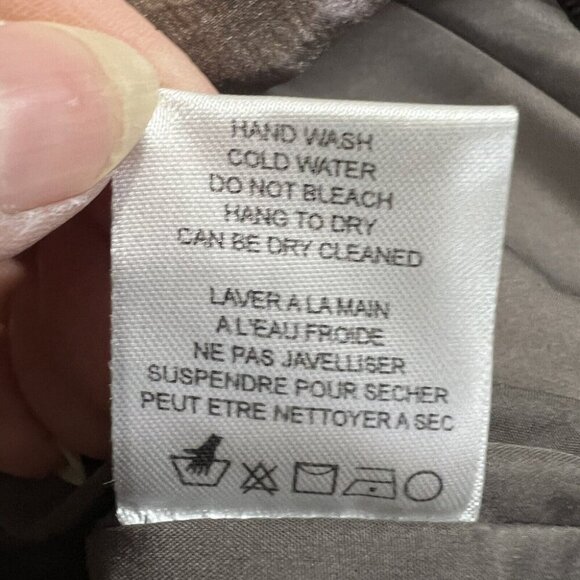 HAND WASH
COLD WATER
DO NOT BLEACH
HANG TO DRY
CAN BE DRY CLEANED
LAVER A LA MAIN
A L'EAU FROIDE
NE PAS JAVELLISER
SUSPENDRE POUR SECHER
PEUT ETRE NETTOYER A SEC